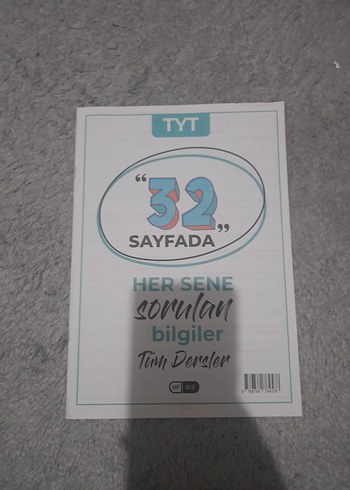 TYT
“32„
SAYFADA
HER SENE
sorulan
bilgiler
Tüm Dersler